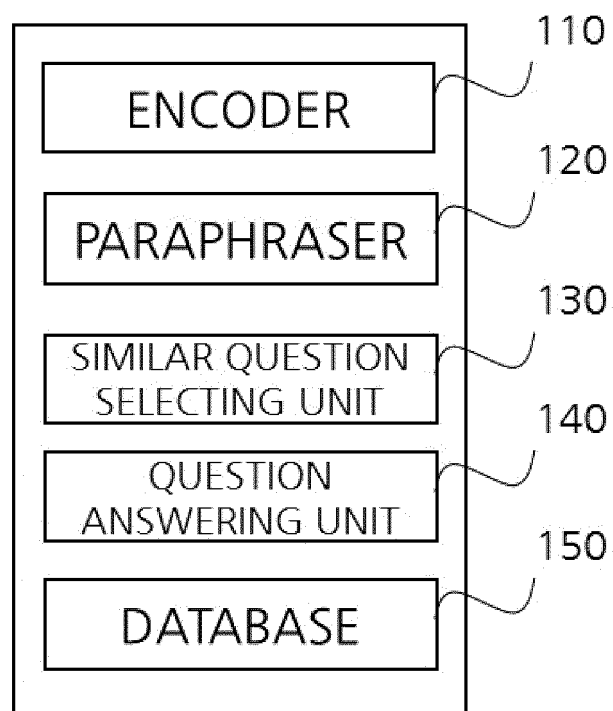 110
ENCODER
120
PARAPHRASER
130
SIMILAR QUESTION
SELECTING UNIT
140
QUESTION
ANSWERING UNIT
150
DATABASE